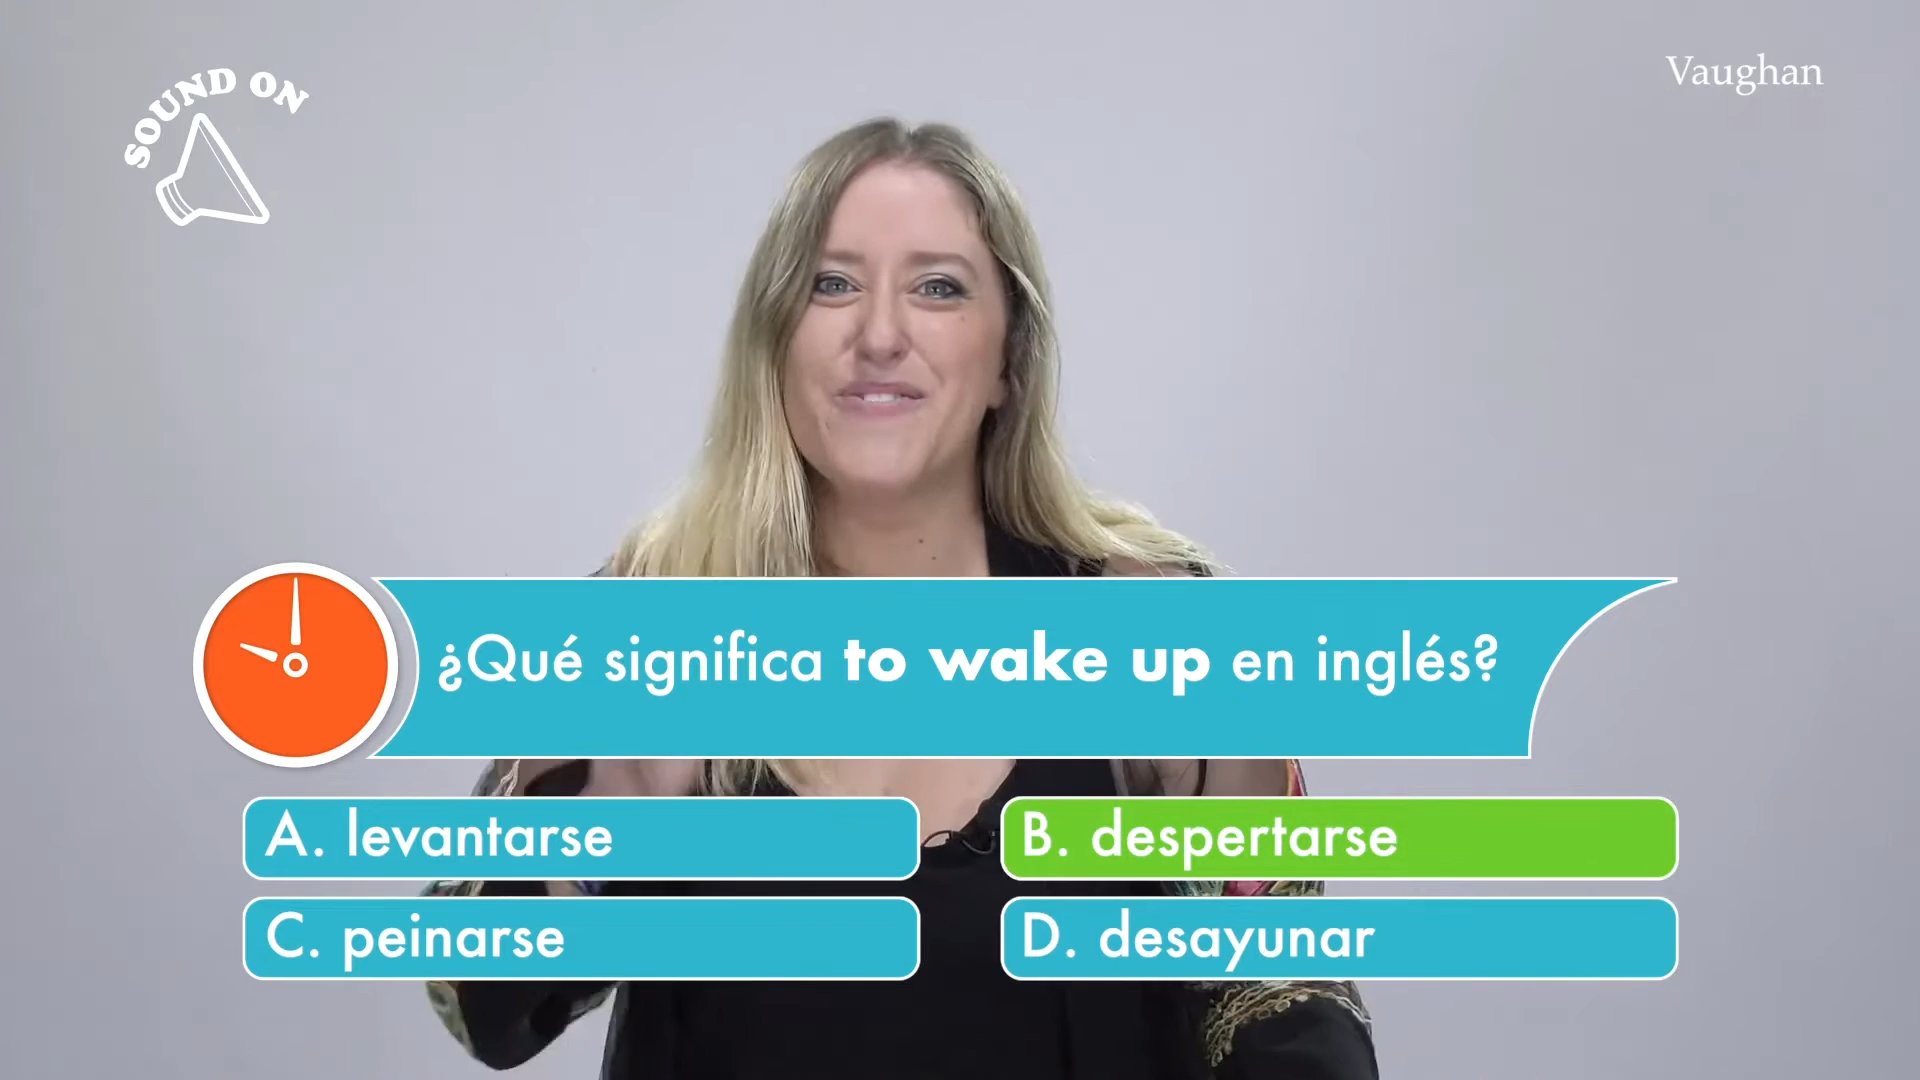 SOUND ON
Vaughan
¿Qué significa to wake up en inglés?
A. levantarse
B. despertarse
C. peinarse
D. desayunar